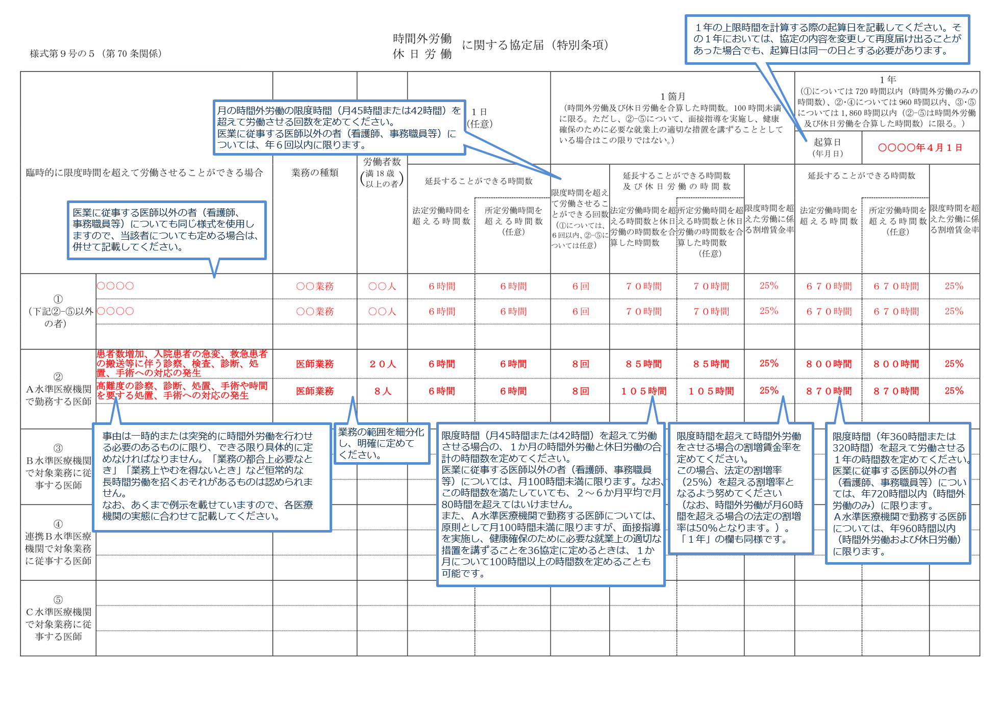 様式第９号の５（第 70 条関係）
時間外労働
休日労働
に関する協定届（特別条項）
１年の上限時間を計算する際の起算日を記載してください。そ
の１年においては、協定の内容を変更して再度届け出ることが
あった場合でも、起算日は同一の日とする必要があります。
月の時間外労働の限度時間（月45時間または42時間）を
超えて労働させる回数を定めてください。
医業に従事する医師以外の者（看護師、事務職員等）に
ついては、年６回以内に限ります。
臨時的に限度時間を超えて労働させることができる場合
業務の種類
労働者数
（満 18 歳
以上の者）
１日
（任意）
延長することができる時間数
法定労働時間を
超える時間数
所定労働時間を
超える時間数
（任意）
１箇月
（時間外労働及び休日労働を合算した時間数。100 時間未満
に限る。ただし、②−⑤について、面接指導を実施し、健康
確保のために必要な就業上の適切な措置を講ずることとして
いる場合はこの限りではない。）
限度時間を超え
て労働させるこ
とができる回数
（①については、
６回以内、②−⑤に
ついては任意）
延長することができる時間数
及び休日労働の時間数
法定労働時間を超
える時間数と休日
労働の時間数を合
算した時間数
所定労働時間を超
える時間数と休日
労働の時間数を合
算した時間数
（任意）
限度時間を超
えた労働に係
る割増賃金率
１年
（①については 720 時間以内（時間外労働のみの
時間数）、②・④については 960 時間以内、③・⑤
については 1,860 時間以内（②−⑤は時間外労働
及び休日労働を合算した時間数）に限る。）
起算日
（年月日）
○○○○年４月１日
延長することができる時間数
法定労働時間を
超える時間数
所定労働時間を
超える時間数
（任意）
限度時間を超
えた労働に係
る割増賃金率
医業に従事する医師以外の者（看護師、
事務職員等）についても同じ様式を使用し
ますので、当該者についても定める場合は、
併せて記載してください。
①
（下記②−⑤以外
の者）
○○○○ ○○業務 ○○人 ６時間 ６時間 ６回 ７０時間 ７０時間 25% ６７０時間 ６７０時間 25%
○○○○ ○○業務 ○○人 ６時間 ６時間 ６回 ７０時間 ７０時間 25% ６７０時間 ６７０時間 25%
②
Ａ水準医療機関
で勤務する医師
患者数増加、入院患者の急変、救急患者
の搬送等に伴う診察、検査、診断、処
置、手術への対応の発生
医師業務 ２０人 ６時間 ６時間 ８回 ８５時間 ８５時間 25% ８００時間 ８００時間 25%
高難度の診察、診断、処置、手術や時間
を要する処置、手術への対応の発生
医師業務 ８人 ６時間 ６時間 ８回 １０５時間 １０５時間 25% ８７０時間 ８７０時間 25%
③
Ｂ水準医療機関
で対象業務に従
事する医師
④
連携Ｂ水準医療
機関で対象業務
に従事する医師
⑤
Ｃ水準医療機関
で対象業務に従
事する医師
事由は一時的または突発的に時間外労働を行わせ
る必要のあるものに限り、できる限り具体的に定
めなければなりません。「業務の都合上必要なと
き」「業務上やむを得ないとき」など恒常的な
長時間労働を招くおそれがあるものは認められま
せん。
なお、あくまで例示を載せていますので、各医療
機関の実態に合わせて記載してください。
業務の範囲を細分化
し、明確に定めて
ください。
限度時間（月45時間または42時間）を超えて労働
させる場合の、１か月の時間外労働と休日労働の合
計の時間数を定めてください。
医業に従事する医師以外の者（看護師、事務職員
等）については、月100時間未満に限ります。なお、
この時間数を満たしていても、２～６か月平均で月
80時間を超えてはいけません。
また、Ａ水準医療機関で勤務する医師については、
原則として月100時間未満に限りますが、面接指導
を実施し、健康確保のために必要な就業上の適切な
措置を講ずることを36協定に定めるときは、１か
月について100時間以上の時間数を定めることも
可能です。
限度時間を超えて時間外労働
をさせる場合の割増賃金率を
定めてください。
この場合、法定の割増率
（25%）を超える割増率と
なるよう努めてください
（なお、時間外労働が月60時
間を超える場合の法定の割増
率は50%となります。）。
「１年」の欄も同様です。
限度時間（年360時間または
320時間）を超えて労働させる
１年の時間数を定めてください。
医業に従事する医師以外の者
（看護師、事務職員等）につい
ては、年720時間以内（時間外
労働のみ）に限ります。
Ａ水準医療機関で勤務する医師
については、年960時間以内
（時間外労働および休日労働）
に限ります。